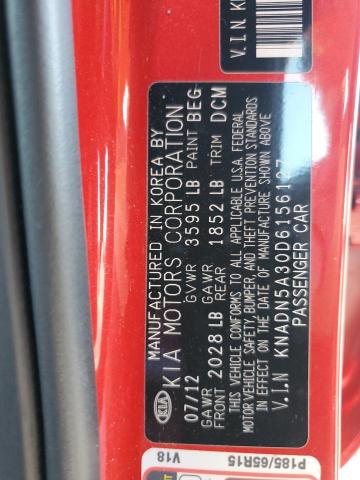 V.I.N
MANUFACTURED IN KOREA BY
KIA
KIA MOTORS CORPORATION
07/12 GVWR 3595 LB PAINT BEG
GAWR FRONT 2028 LB GAWR REAR 1852 LB TRIM DCM
THIS VEHICLE CONFORMS TO ALL APPLICABLE U.S.A. FEDERAL
MOTOR VEHICLE SAFETY BUMPER, AND THEFT PREVENTION STANDARDS
IN EFFECT ON THE DATE OF MANUFACTURE SHOWN ABOVE
V.I.N KNADN5A30D6156127
PASSENGER CAR
P185/65R15
V18